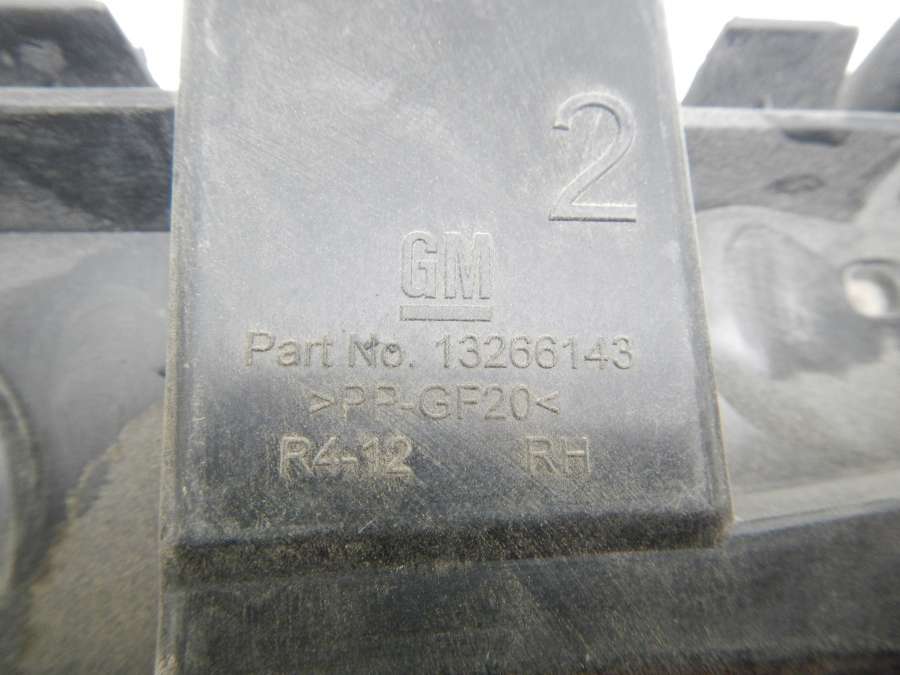 2
GM
Part No. 13266143
>PP-GF20<
R4-12 RH